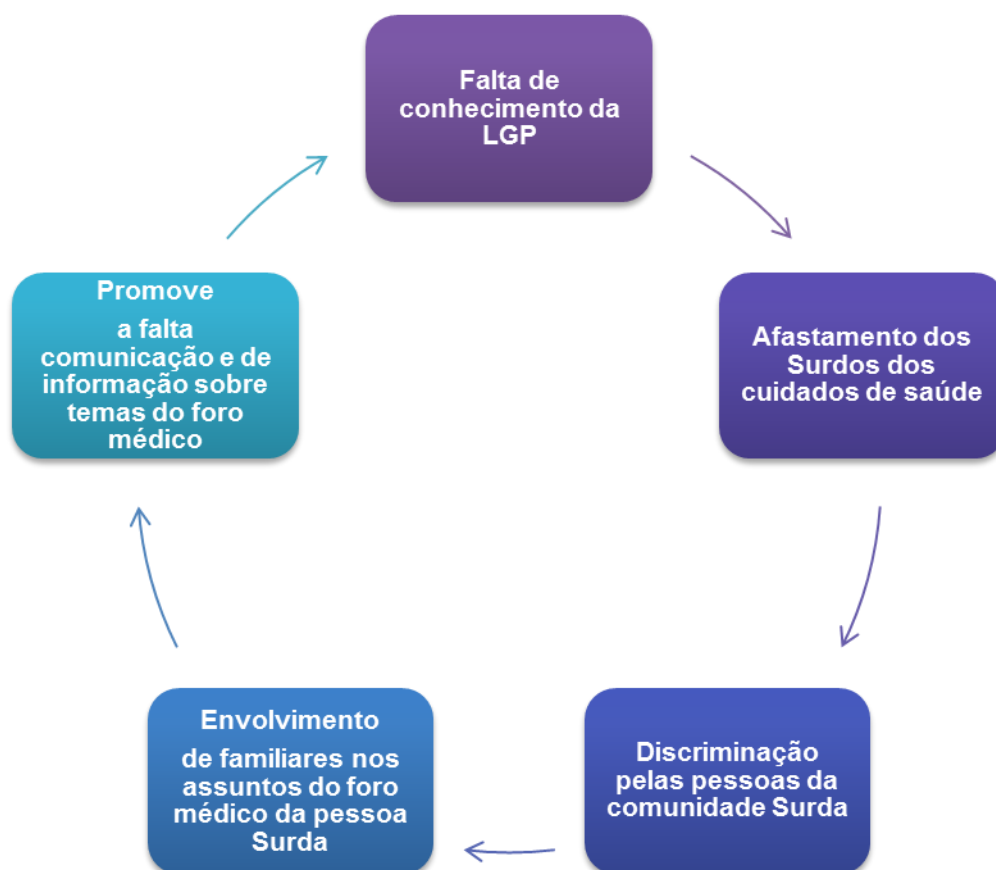 Falta de
conhecimento da
LGP
Afastamento dos
Surdos dos
cuidados de saúde
Discriminação
pelas pessoas da
comunidade Surda
Envolvimento
de familiares nos
assuntos do foro
médico da pessoa
Surda
Promove
a falta
comunicação e de
informação sobre
temas do foro
médico